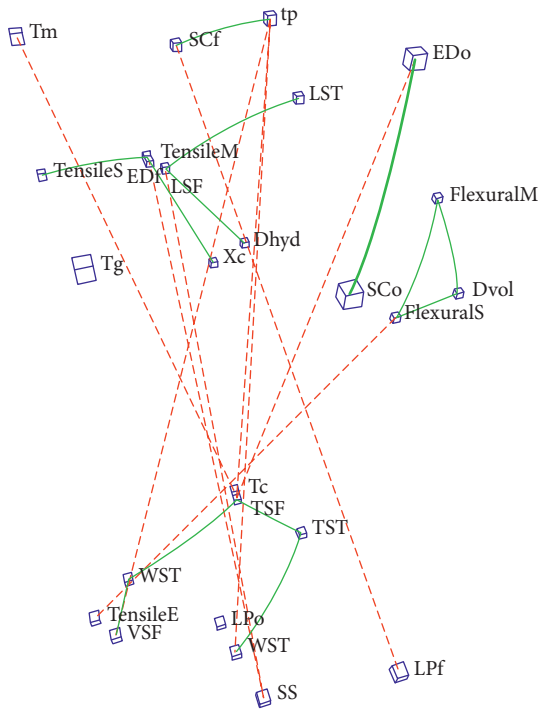 tp
Tm
SCf
EDo
LST
TensileM
TensileS
EDf
LSF
FlexuralM
Dhyd
Xc
Tg
SCo
Dvol
FlexuralS
Tc
TSF
TST
WST
TensileE
LPo
VSF
WST
LPf
SS